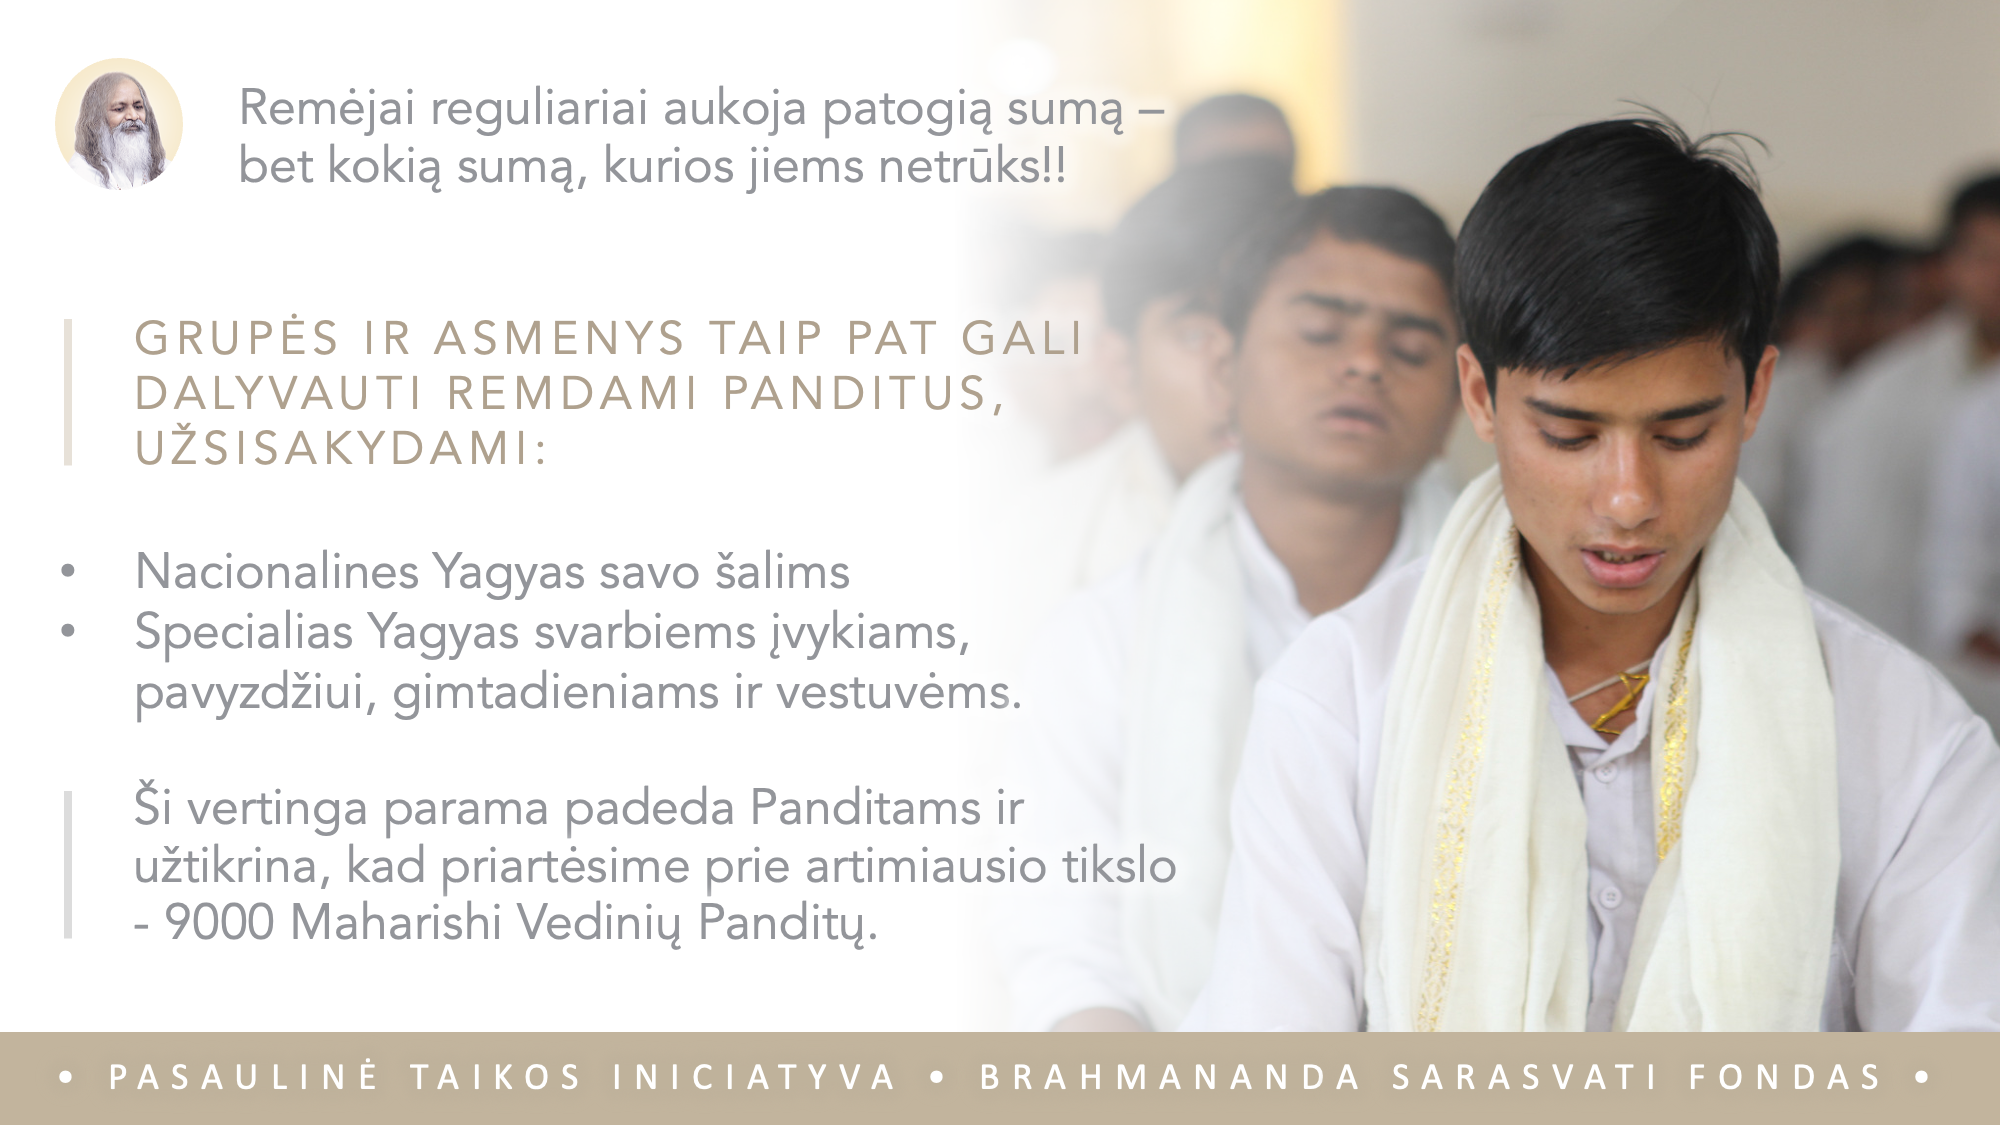 Remėjai reguliariai aukoja patogią sumą –
bet kokią sumą, kurios jiems netrūks!!
GRUPĖS IR ASMENYS TAIP PAT GALI
DALYVAUTI REMDAMI PANDITUS,
UŽSISAKYDAMI:
• Nacionalines Yagyas savo šalims
• Specialias Yagyas svarbiems įvykiams,
pavyzdžiui, gimtadieniams ir vestuvėms.
Ši vertinga parama padeda Panditams ir
užtikrina, kad priartėsime prie artimiausio tikslo
- 9000 Maharishi Vedinių Panditų.
• PASAULINĖ TAIKOS INICIATYVA • BRAHMANANDA SARASVATI FONDAS •